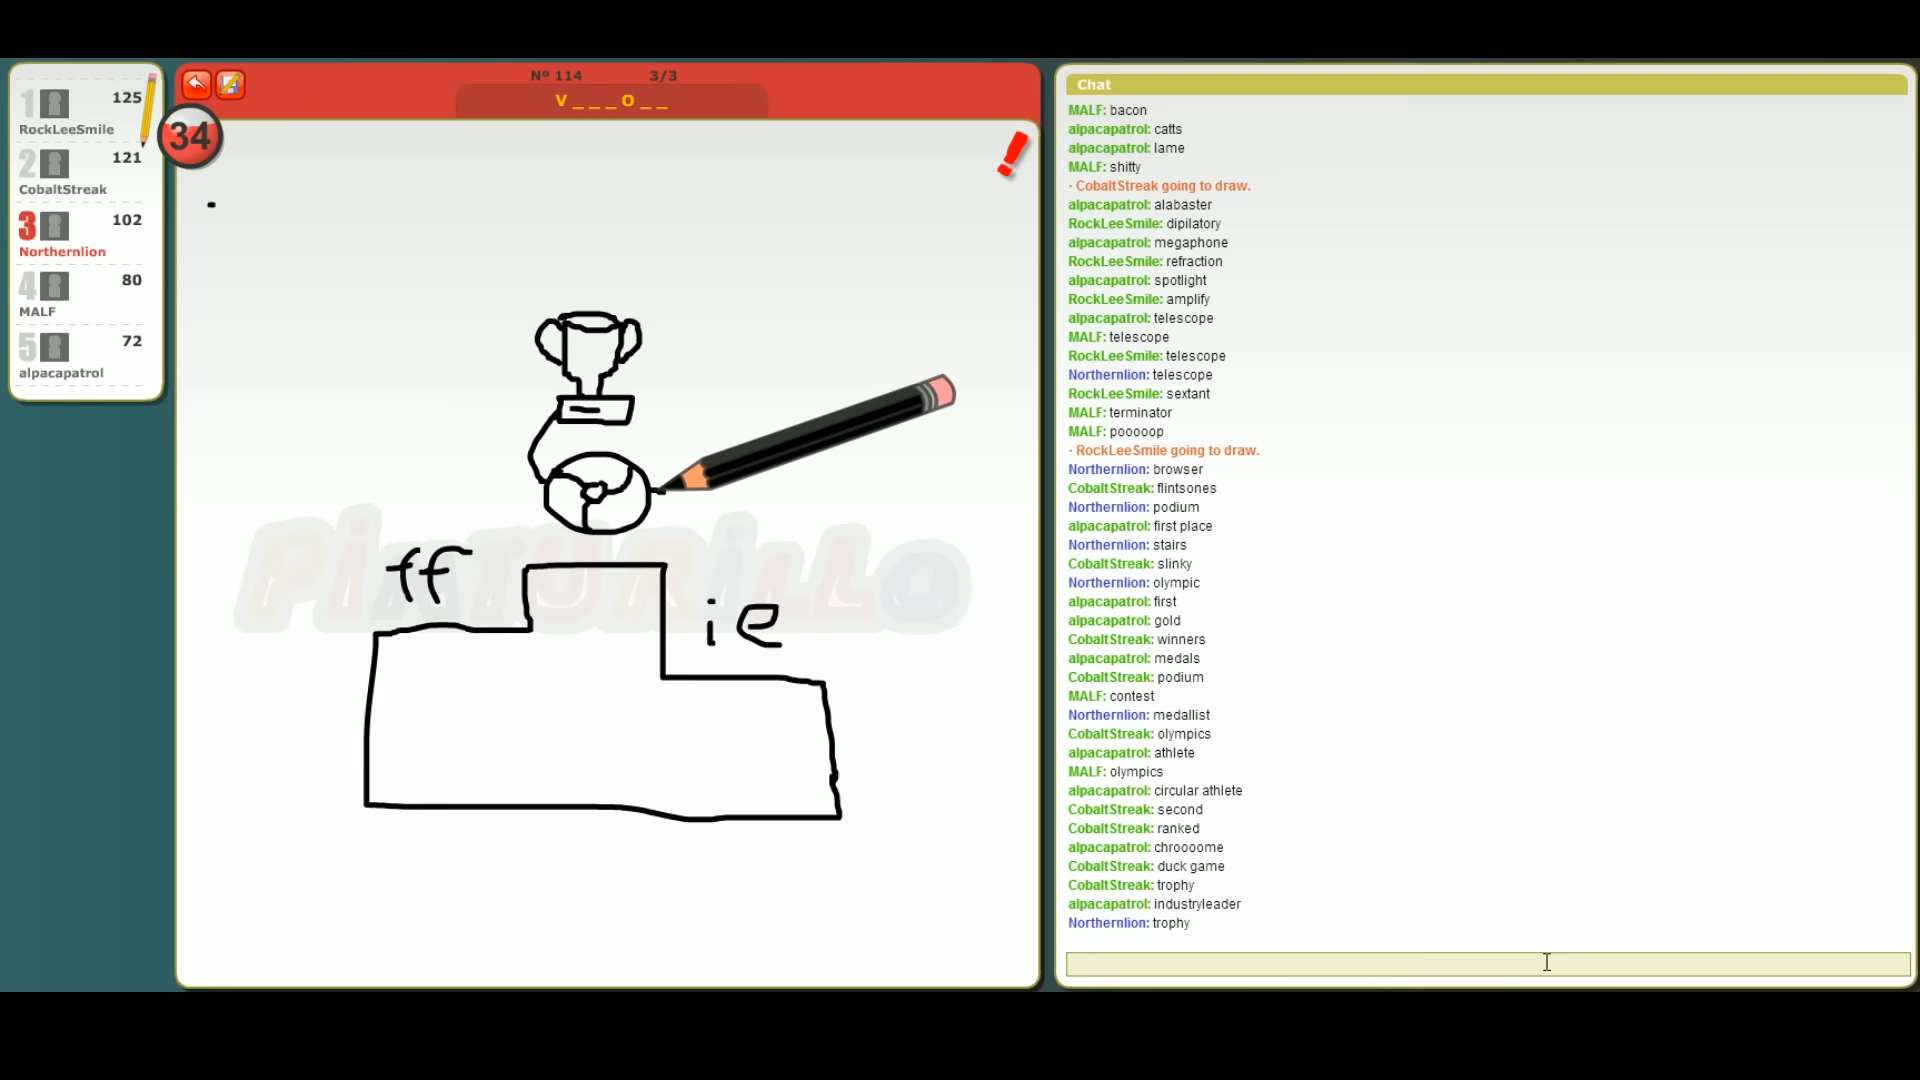 1
125
RockLeeSmile
2
121
CobaltStreak
3
102
Northernlion
4
80
MALF
5
72
alpacapatrol
34
Nº 114 3/3
V _ _ _ O _ _
!
PINTURILLO
ff
ie
Chat
MALF: bacon
alpacapatrol: catts
alpacapatrol: lame
MALF: shitty
· CobaltStreak going to draw.
alpacapatrol: alabaster
RockLeeSmile: dipilatory
alpacapatrol: megaphone
RockLeeSmile: refraction
alpacapatrol: spotlight
RockLeeSmile: amplify
alpacapatrol: telescope
MALF: telescope
RockLeeSmile: telescope
Northernlion: telescope
RockLeeSmile: sextant
MALF: terminator
MALF: pooooop
· RockLeeSmile going to draw.
Northernlion: browser
CobaltStreak: flintsones
Northernlion: podium
alpacapatrol: first place
Northernlion: stairs
CobaltStreak: slinky
Northernlion: olympic
alpacapatrol: first
alpacapatrol: gold
CobaltStreak: winners
alpacapatrol: medals
CobaltStreak: podium
MALF: contest
Northernlion: medallist
CobaltStreak: olympics
alpacapatrol: athlete
MALF: olympics
alpacapatrol: circular athlete
CobaltStreak: second
CobaltStreak: ranked
alpacapatrol: chroooome
CobaltStreak: duck game
CobaltStreak: trophy
alpacapatrol: industryleader
Northernlion: trophy